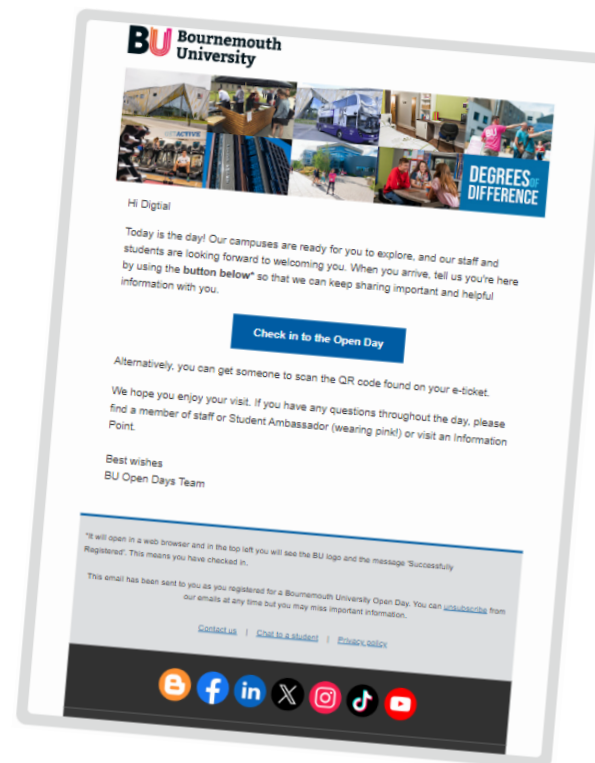 BU Bournemouth
University
DEGREES OF
DIFFERENCE
Hi Digtial
Today is the day! Our campuses are ready for you to explore, and our staff and
students are looking forward to welcoming you. When you arrive, tell us you're here
by using the button below* so that we can keep sharing important and helpful
information with you.
Check in to the Open Day
Alternatively, you can get someone to scan the QR code found on your e-ticket.
We hope you enjoy your visit. If you have any questions throughout the day, please
find a member of staff or Student Ambassador (wearing pink!) or visit an Information
Point.
Best wishes
BU Open Days Team
*It will open in a web browser and in the top left you will see the BU logo and the message 'Successfully
Registered'. This means you have checked in.
This email has been sent to you as you registered for a Bournemouth University Open Day. You can unsubscribe from
our emails at any time but you may miss important information.
Contact us | Chat to a student | Privacy policy